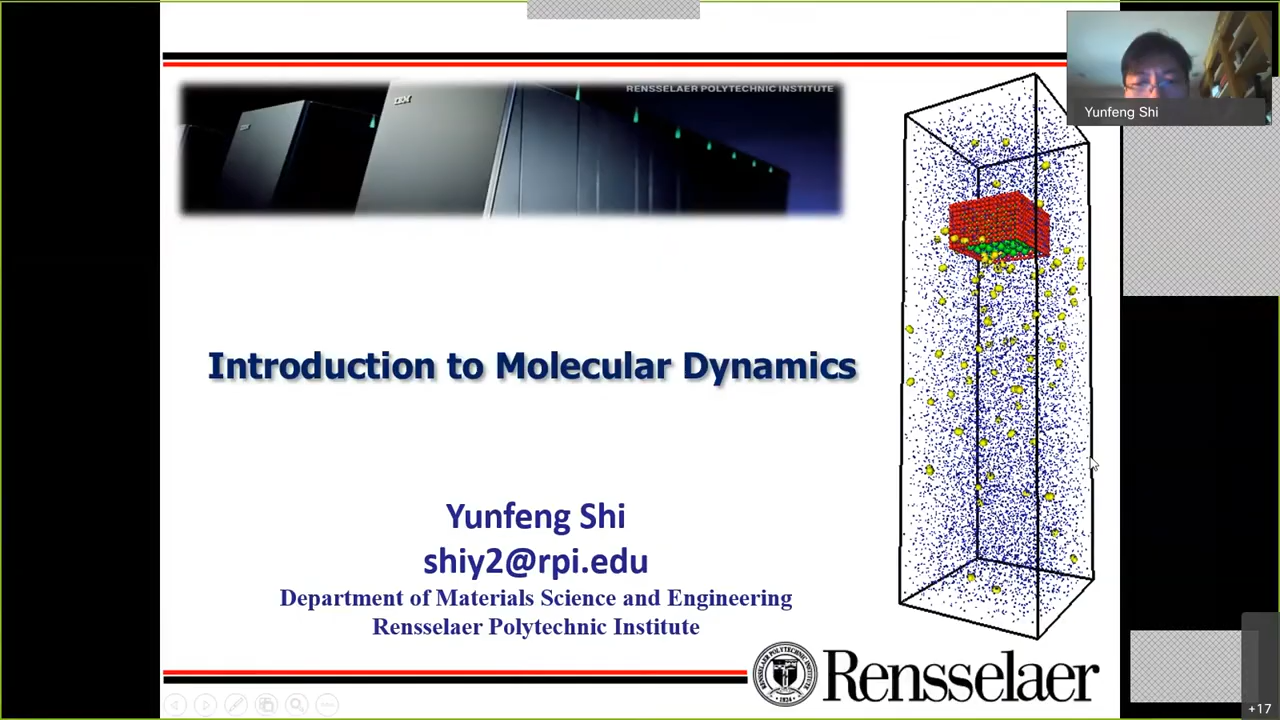 RENSSELAER POLYTECHNIC INSTITUTE
IBM
Yunfeng Shi
Introduction to Molecular Dynamics
Yunfeng Shi
shiy2@rpi.edu
Department of Materials Science and Engineering
Rensselaer Polytechnic Institute
Rensselaer
+17